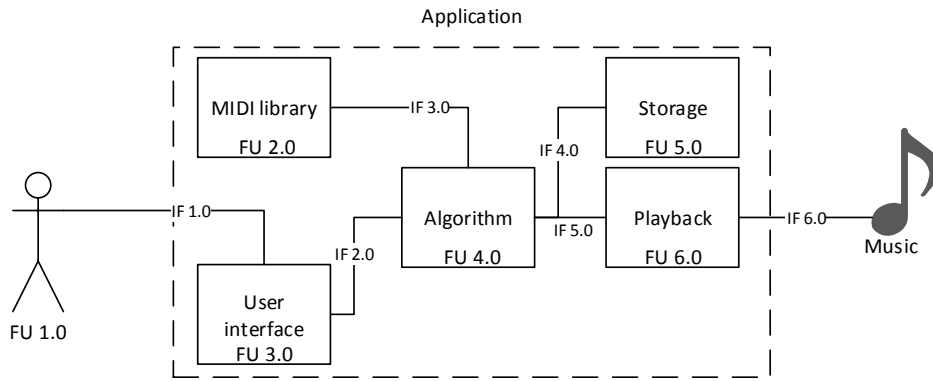 Application
MIDI library
FU 2.0
IF 3.0
Storage
FU 5.0
IF 4.0
IF 1.0
Algorithm
FU 4.0
IF 5.0
Playback
FU 6.0
IF 6.0
Music
IF 2.0
User
interface
FU 3.0
FU 1.0